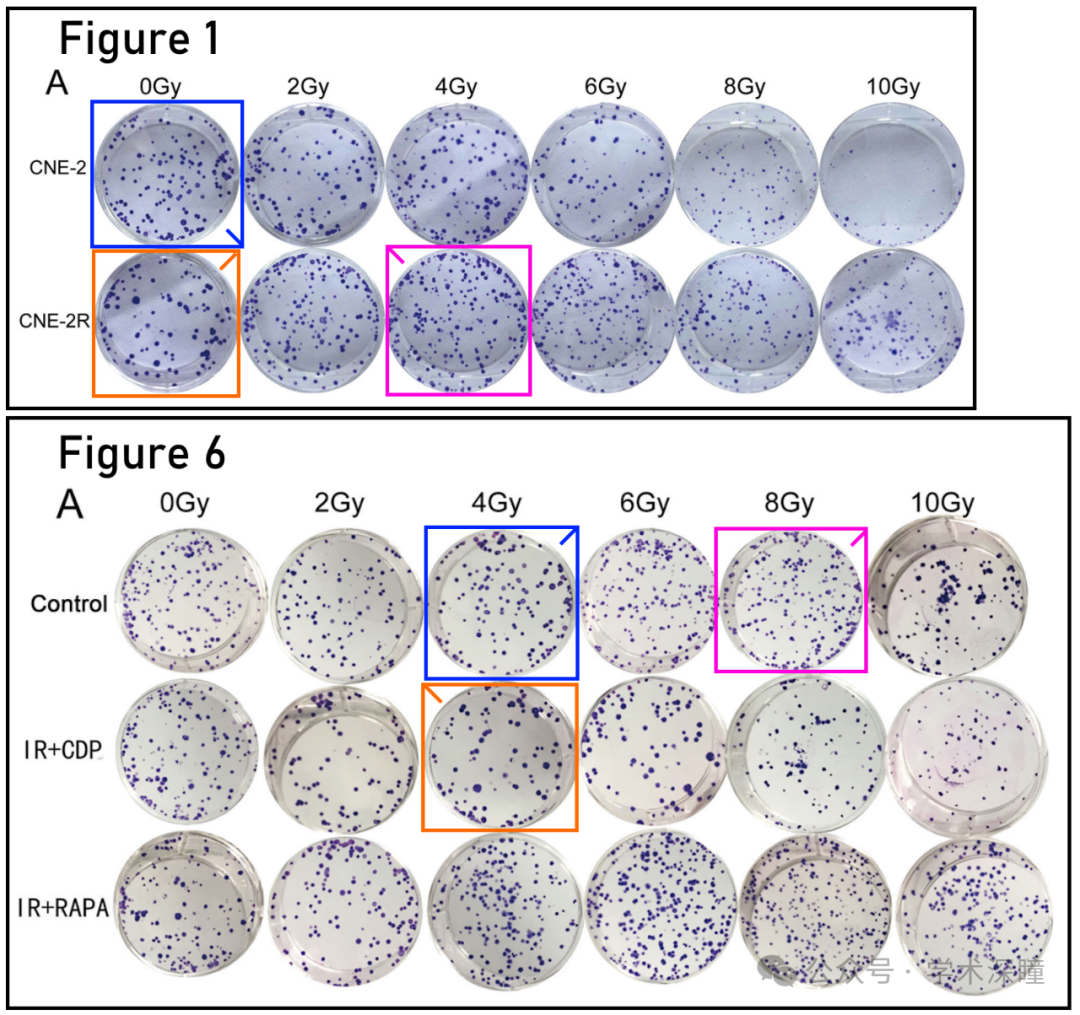 Figure 1
A
0Gy 2Gy 4Gy 6Gy 8Gy 10Gy
CNE-2
CNE-2R
Figure 6
A
0Gy 2Gy 4Gy 6Gy 8Gy 10Gy
Control
IR+CDP
IR+RAPA
公众号 · 学术深瞳